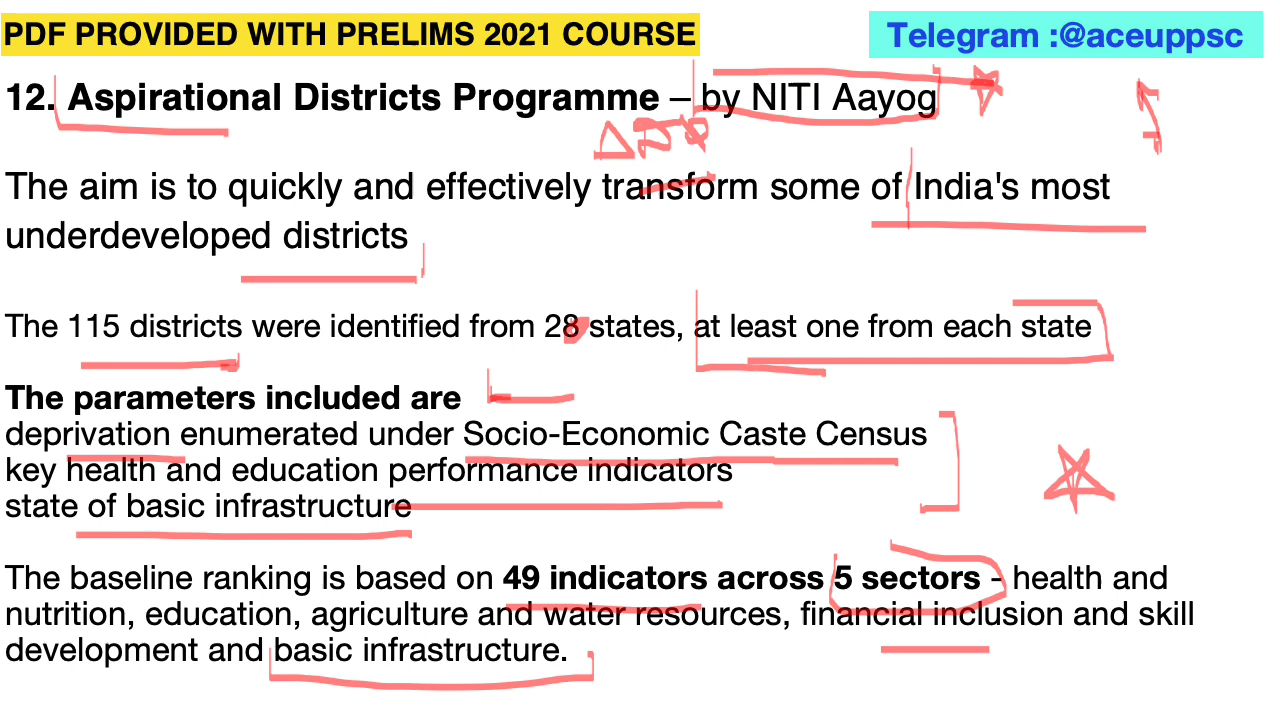 PDF PROVIDED WITH PRELIMS 2021 COURSE
Telegram :@aceuppsc
12. Aspirational Districts Programme – by NITI Aayog
The aim is to quickly and effectively transform some of India's most
underdeveloped districts
The 115 districts were identified from 28 states, at least one from each state
The parameters included are
deprivation enumerated under Socio-Economic Caste Census
key health and education performance indicators
state of basic infrastructure
The baseline ranking is based on 49 indicators across 5 sectors - health and
nutrition, education, agriculture and water resources, financial inclusion and skill
development and basic infrastructure.